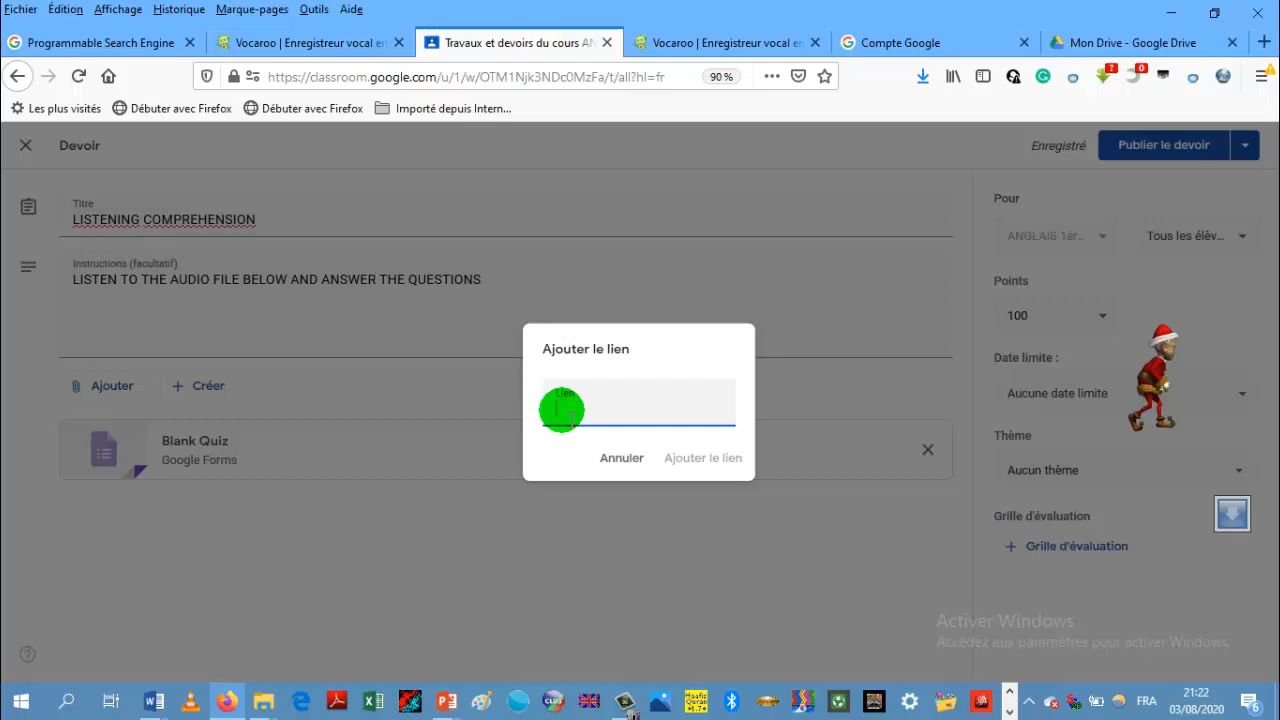 Fichier Édition Affichage Historique Marque-pages Outils Aide
Programmable Search Engine
Vocaroo | Enregistreur vocal en
Travaux et devoirs du cours AN
Vocaroo | Enregistreur vocal en
Compte Google
Mon Drive - Google Drive
https://classroom.google.com/u/1/w/OTM1Njk3NDc0MzFa/t/all?hl=fr
90 %
?
0
Les plus visités
Débuter avec Firefox
Débuter avec Firefox
Importé depuis Intern...
Devoir
Enregistré
Publier le devoir
Titre
LISTENING COMPREHENSION
Instructions (facultatif)
LISTEN TO THE AUDIO FILE BELOW AND ANSWER THE QUESTIONS
Ajouter
Créer
Blank Quiz
Google Forms
Ajouter le lien
Lien
Annuler
Ajouter le lien
Pour
ANGLAIS 1èr...
Tous les élèv...
Points
100
Date limite :
Aucune date limite
Thème
Aucun thème
Grille d'évaluation
Grille d'évaluation
Activer Windows
Accédez aux paramètres pour activer Windows.
FRA
21:22
03/08/2020
6